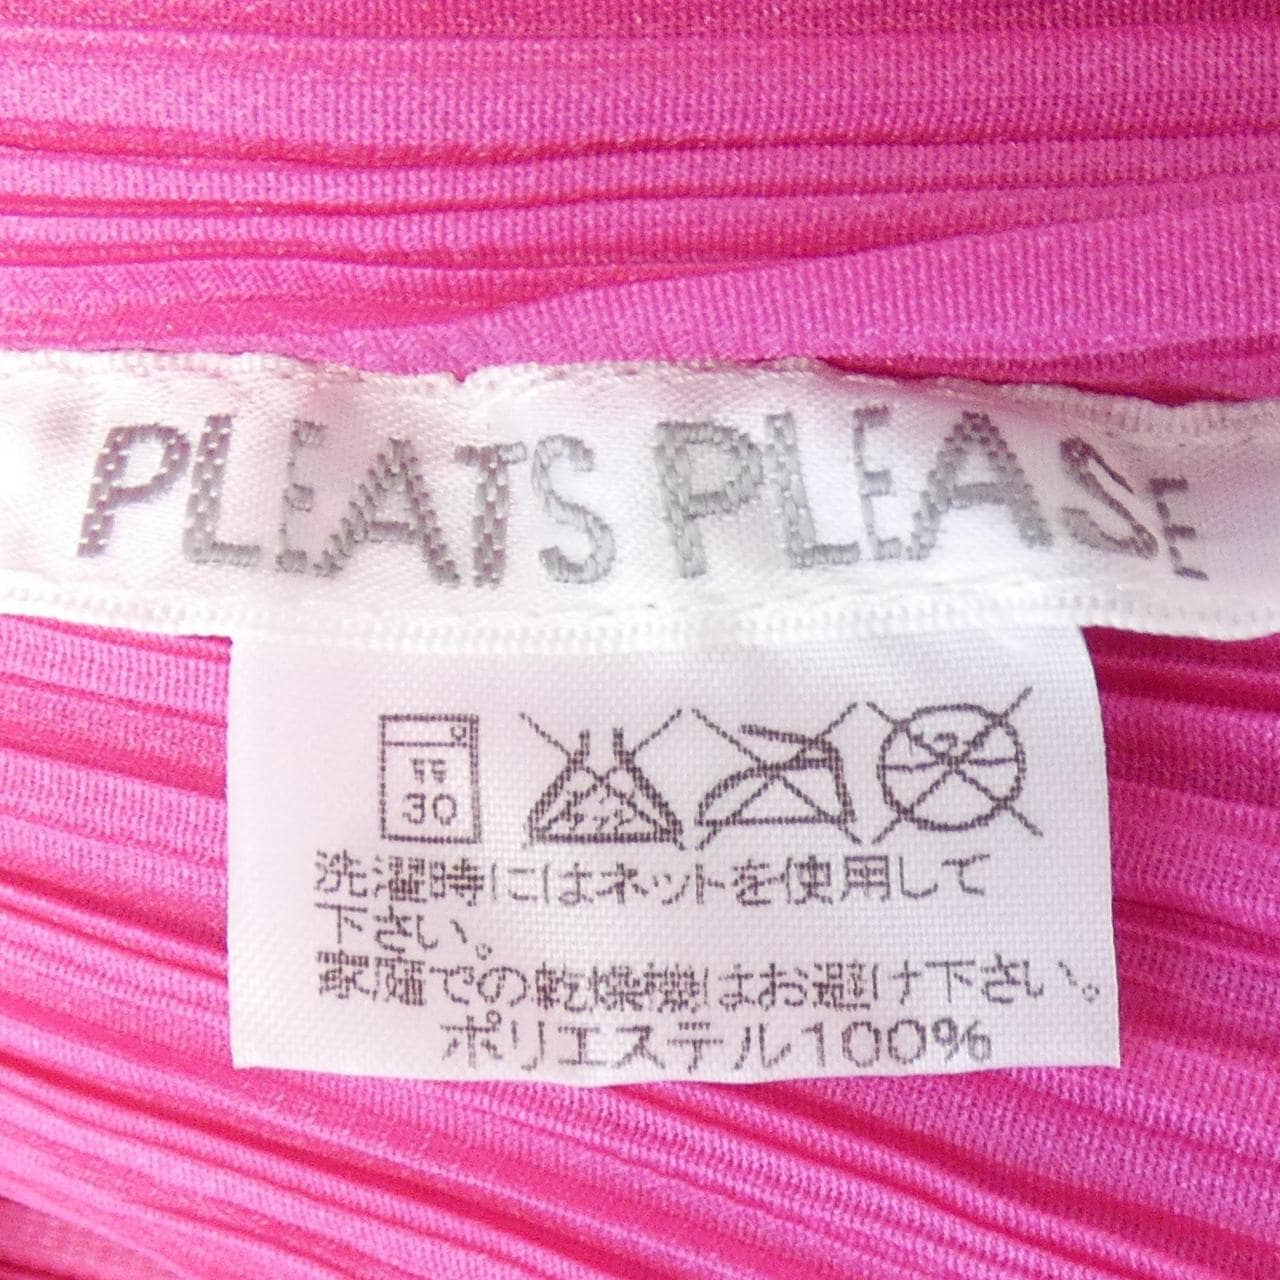 PLEATS PLEASE
弱
30
洗濯時にはネットを使用して
下さい。
家庭での乾燥機はお避け下さい。
ポリエステル100%